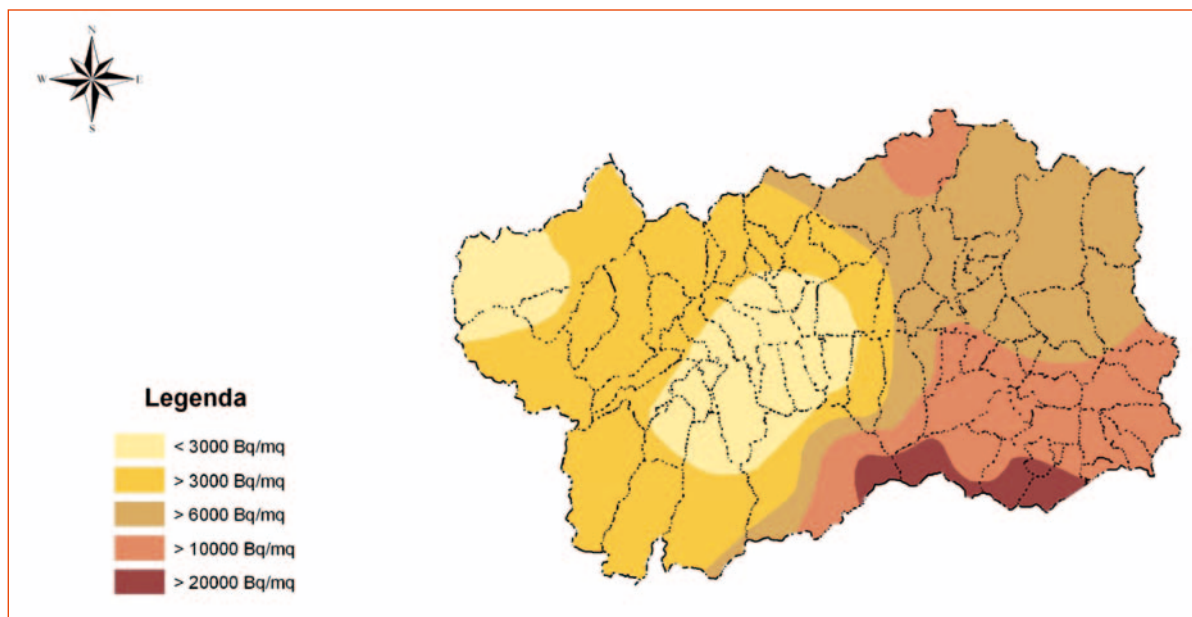 N
W E
S
Legenda
< 3000 Bq/mq
> 3000 Bq/mq
> 6000 Bq/mq
> 10000 Bq/mq
> 20000 Bq/mq